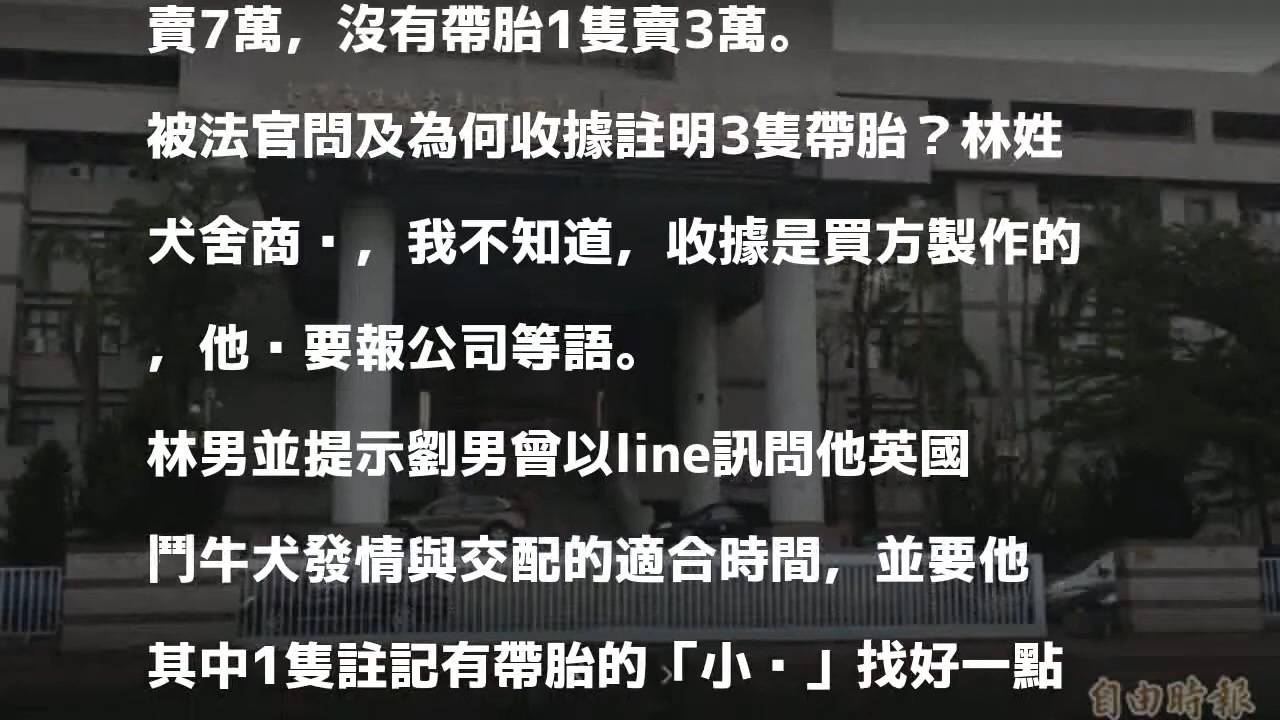 賣7萬，沒有帶胎1隻賣3萬。
被法官問及為何收據註明3隻帶胎？林姓
犬舍商▪，我不知道，收據是買方製作的
，他▪要報公司等語。
林男並提示劉男曾以line訊問他英國
鬥牛犬發情與交配的適合時間，並要他
其中1隻註記有帶胎的「小▪」找好一點
自由時報